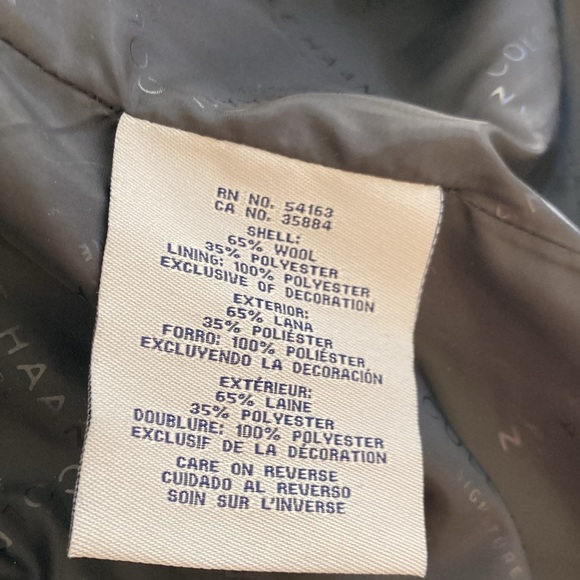 RN NO. 54163
CA NO. 35884
SHELL:
65% WOOL
35% POLYESTER
LINING: 100% POLYESTER
EXCLUSIVE OF DECORATION
EXTERIOR:
65% LANA
35% POLIÉSTER
FORRO: 100% POLIÉSTER
EXCLUYENDO LA DECORACIÓN
EXTÉRIEUR:
65% LAINE
35% POLYESTER
DOUBLURE: 100% POLYESTER
EXCLUSIF DE LA DÉCORATION
CARE ON REVERSE
CUIDADO AL REVERSO
SOIN SUR L'INVERSE
HAAN